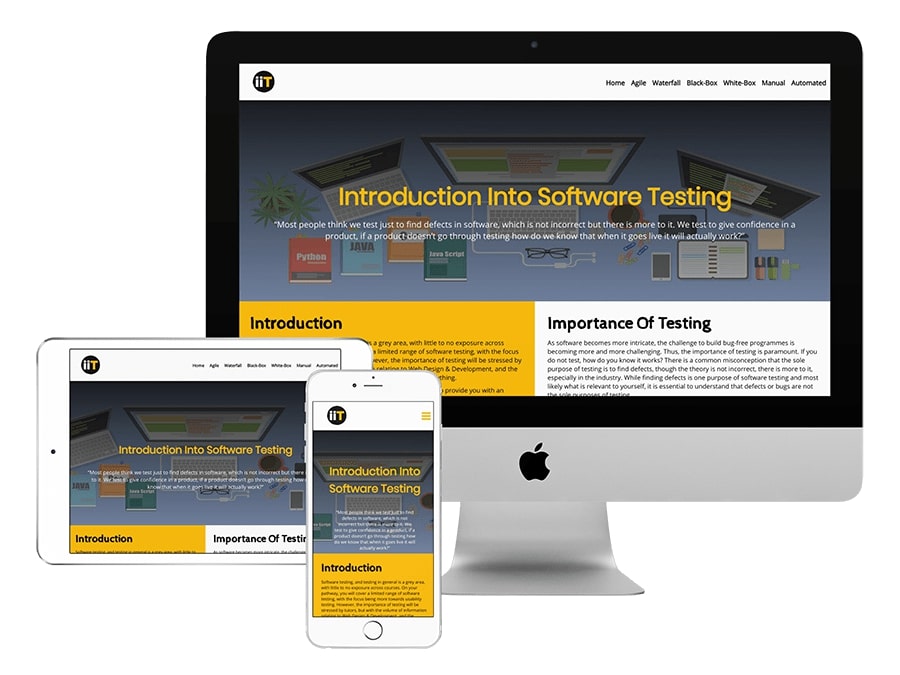 iiT
Home Agile Waterfall Black-Box White-Box Manual Automated
Introduction Into Software Testing
“Most people think we test just to find defects in software, which is not incorrect but there is more to it. We test to give confidence in a
product, if a product doesn’t go through testing how do we know that when it goes live it will actually work?”
Python
JAVA
Java Script
Introduction
is a grey area, with little to no exposure across
a limited range of software testing, with the focus
however, the importance of testing will be stressed by
relating to Web Design & Development, and the
to provide you with an
Importance Of Testing
As software becomes more intricate, the challenge to build bug-free programmes is
becoming more and more challenging. Thus, the importance of testing is paramount. If you
do not test, how do you know it works? There is a common misconception that the sole
purpose of testing is to find defects, though the theory is not incorrect, there is more to it,
especially in the industry. While finding defects is one purpose of software testing and most
likely what is relevant to yourself, it is essential to understand that defects or bugs are not
the sole purposes of testing
iiT
Home Agile Waterfall Black-Box White-Box Manual Automated
Introduction Into Software Testing
“Most people think we test just to find defects in software, which is not incorrect but there is more
to it. We test to give confidence in a product, if a product doesn’t go through testing how do we
know that when it goes live it will actually work?”
JAVA
Java Script
Introduction
Software testing, and testing in general is a grey area, with little to
Importance Of Testi
As software becomes more intricate, the challenge
iiT
Introduction Into
Software Testing
“Most people think we test just to find
defects in software, which is not
incorrect but there is more to it. We
test to give confidence in a product, if a
product doesn’t go through testing how
do we know that when it goes live it will
actually work?”
Introduction
Software testing, and testing in general is a grey area,
with little to no exposure across courses. On your
pathway, you will cover a limited range of software
testing, with the focus being more towards usability
testing. However, the importance of testing will be
stressed by tutors, but with the volume of information
relating to Web Design & Development, and the